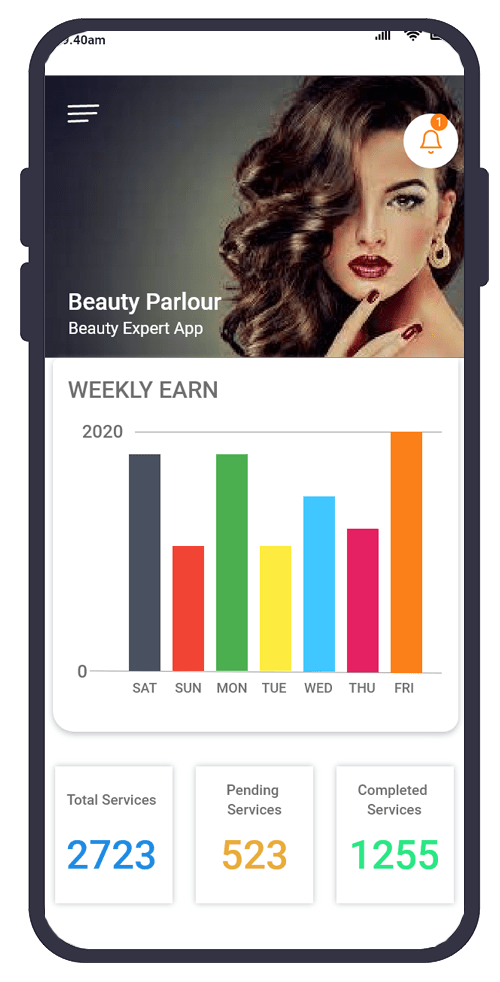 9:40am
1
Beauty Parlour
Beauty Expert App
WEEKLY EARN
2020
0
SAT SUN MON TUE WED THU FRI
Total Services
2723
Pending
Services
523
Completed
Services
1255